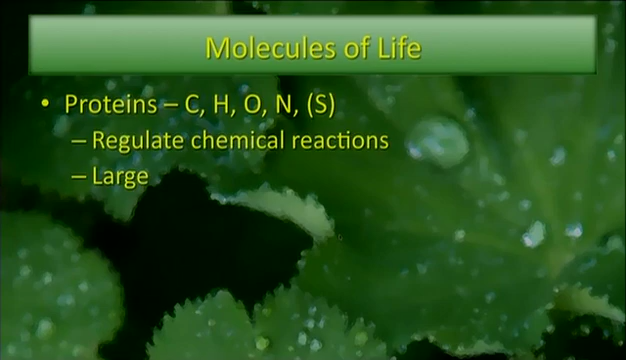 Molecules of Life
• Proteins – C, H, O, N, (S)
– Regulate chemical reactions
– Large